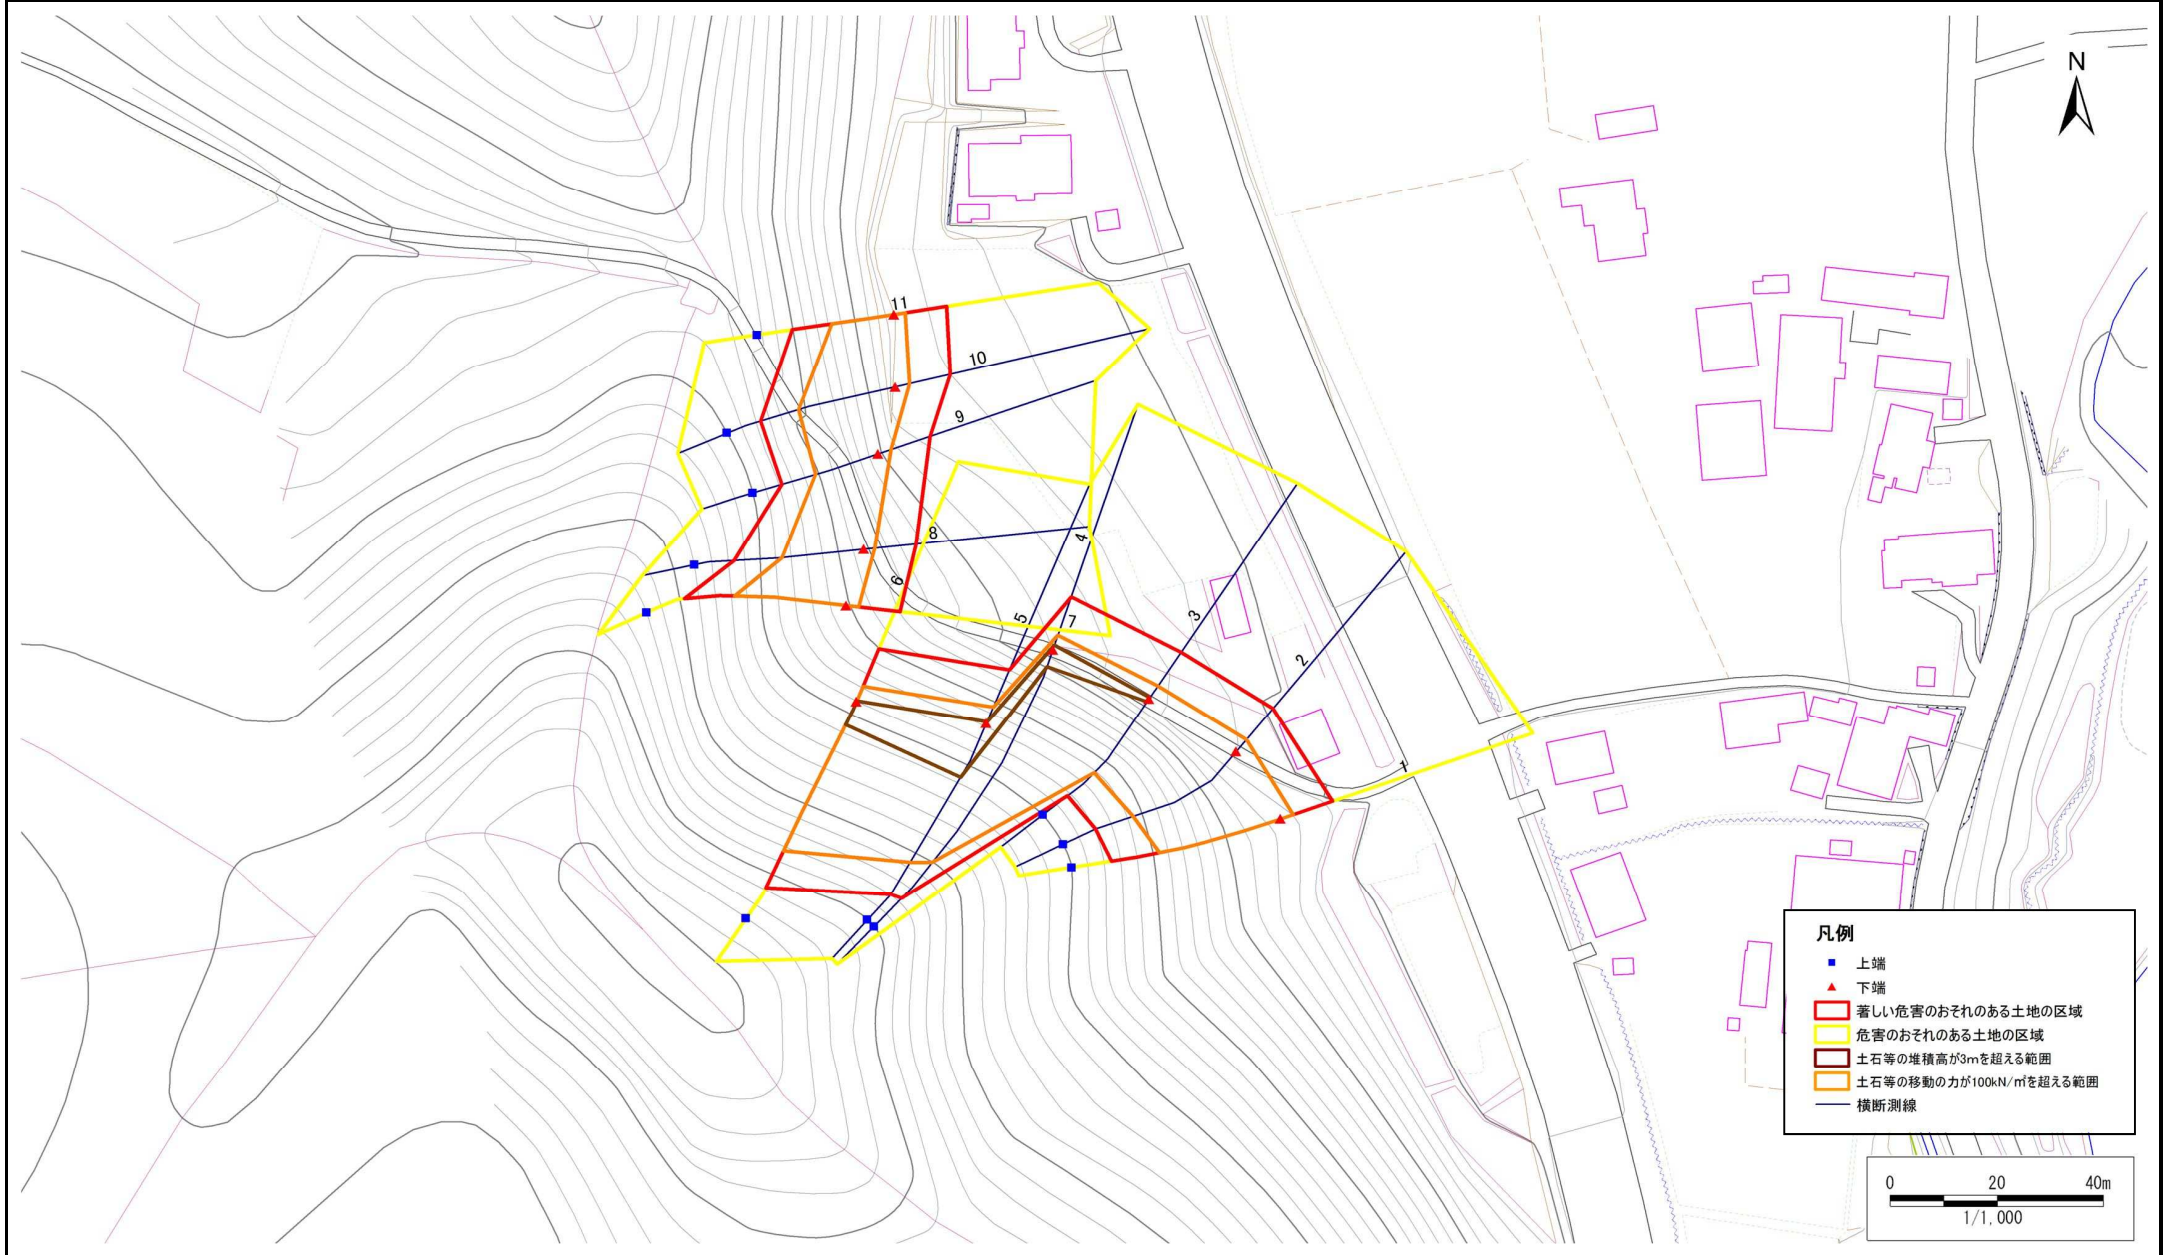 N
11
10
9
8
6
4
5
7
3
2
1
凡例
上端
下端
著しい危害のおそれのある土地の区域
危害のおそれのある土地の区域
土石等の堆積高が3mを超える範囲
土石等の移動の力が100kN/㎡を超える範囲
横断測線
0 20 40m
1/1,000